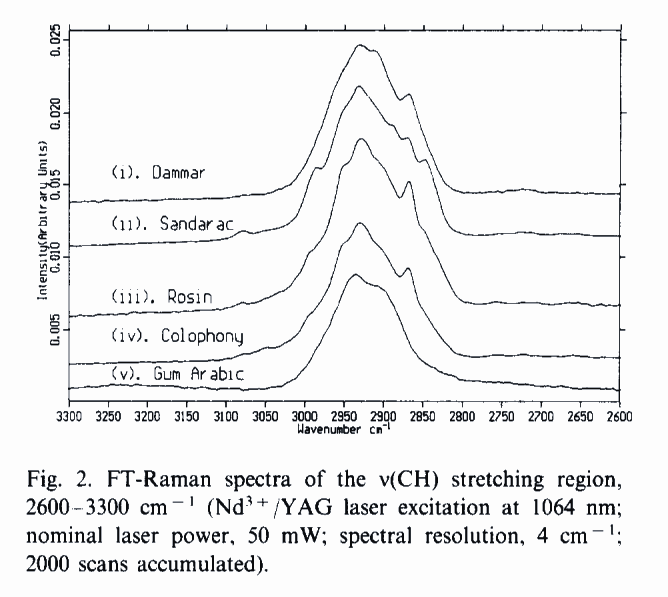 0.025
0.020
0.015
0.010
0.005
Intensity(Arbitrary Units)
(i). Dammar
(ii). Sandarac
(iii). Rosin
(iv). Colophony
(v). Gum Arabic
3300 3250 3200 3150 3100 3050 3000 2950 2900 2850 2800 2750 2700 2650 2600
Wavenumber cm⁻¹
Fig. 2. FT-Raman spectra of the ν(CH) stretching region,
2600–3300 cm⁻¹ (Nd³⁺/YAG laser excitation at 1064 nm;
nominal laser power, 50 mW; spectral resolution, 4 cm⁻¹;
2000 scans accumulated).